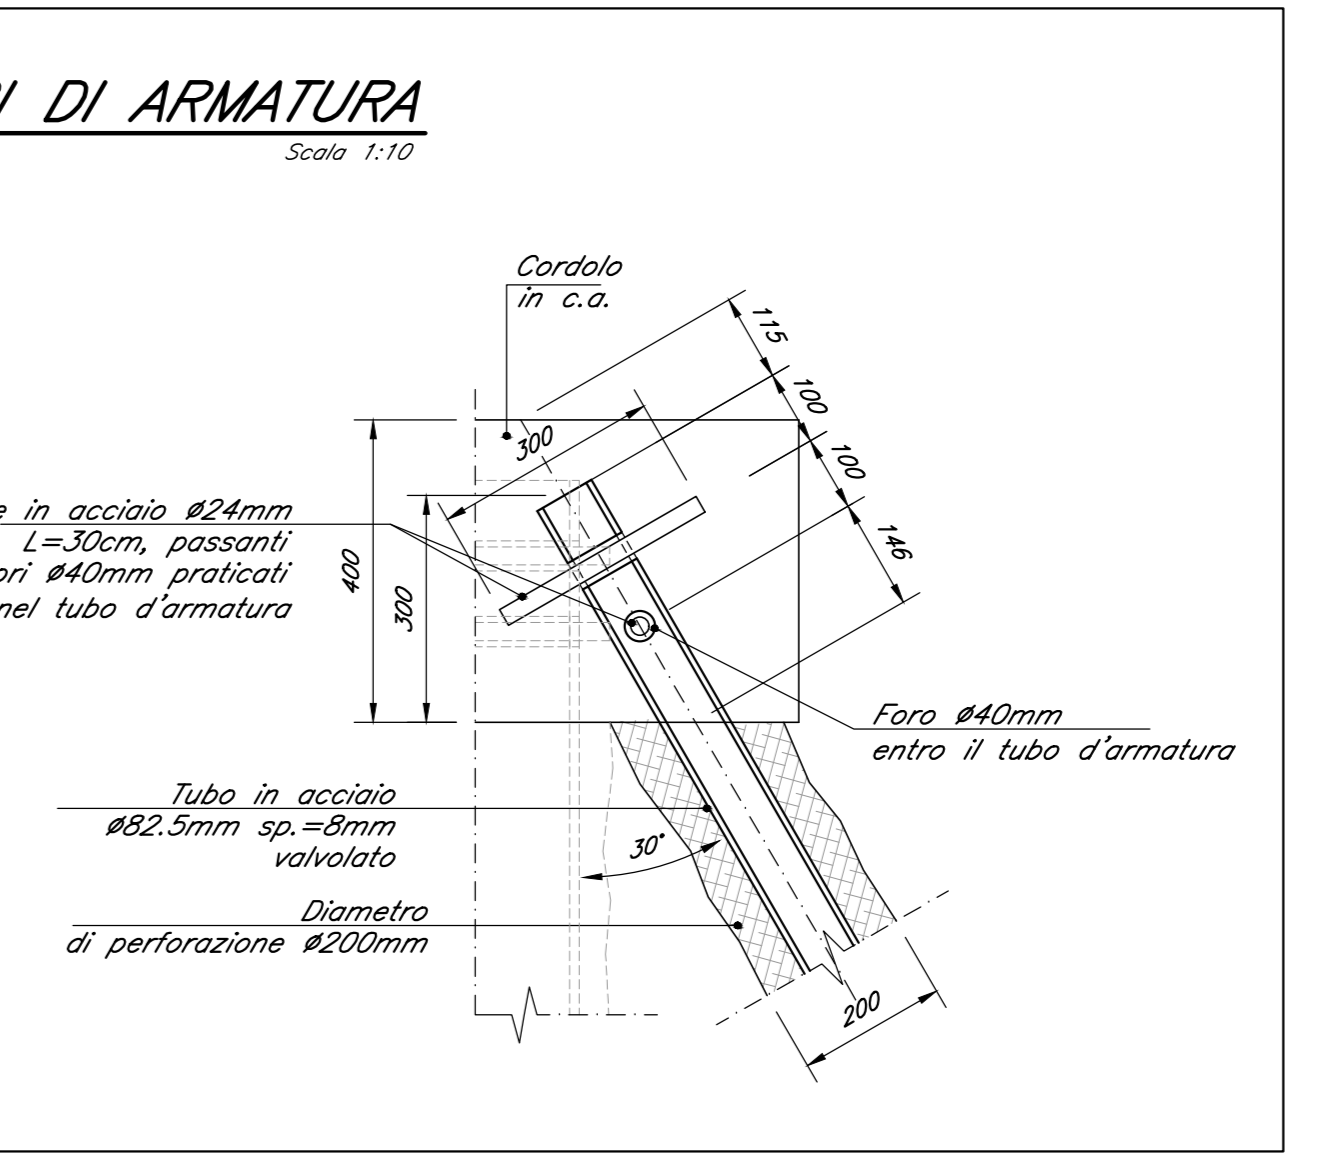 DI ARMATURA
Scala 1:10
Cordolo
in c.a.
115
100
100
146
300
400
300
in acciaio ø24mm
L=30cm, passanti
ø40mm praticati
nel tubo d'armatura
Foro ø40mm
entro il tubo d'armatura
Tubo in acciaio
ø82.5mm sp.=8mm
valvolato
30°
Diametro
di perforazione ø200mm
200